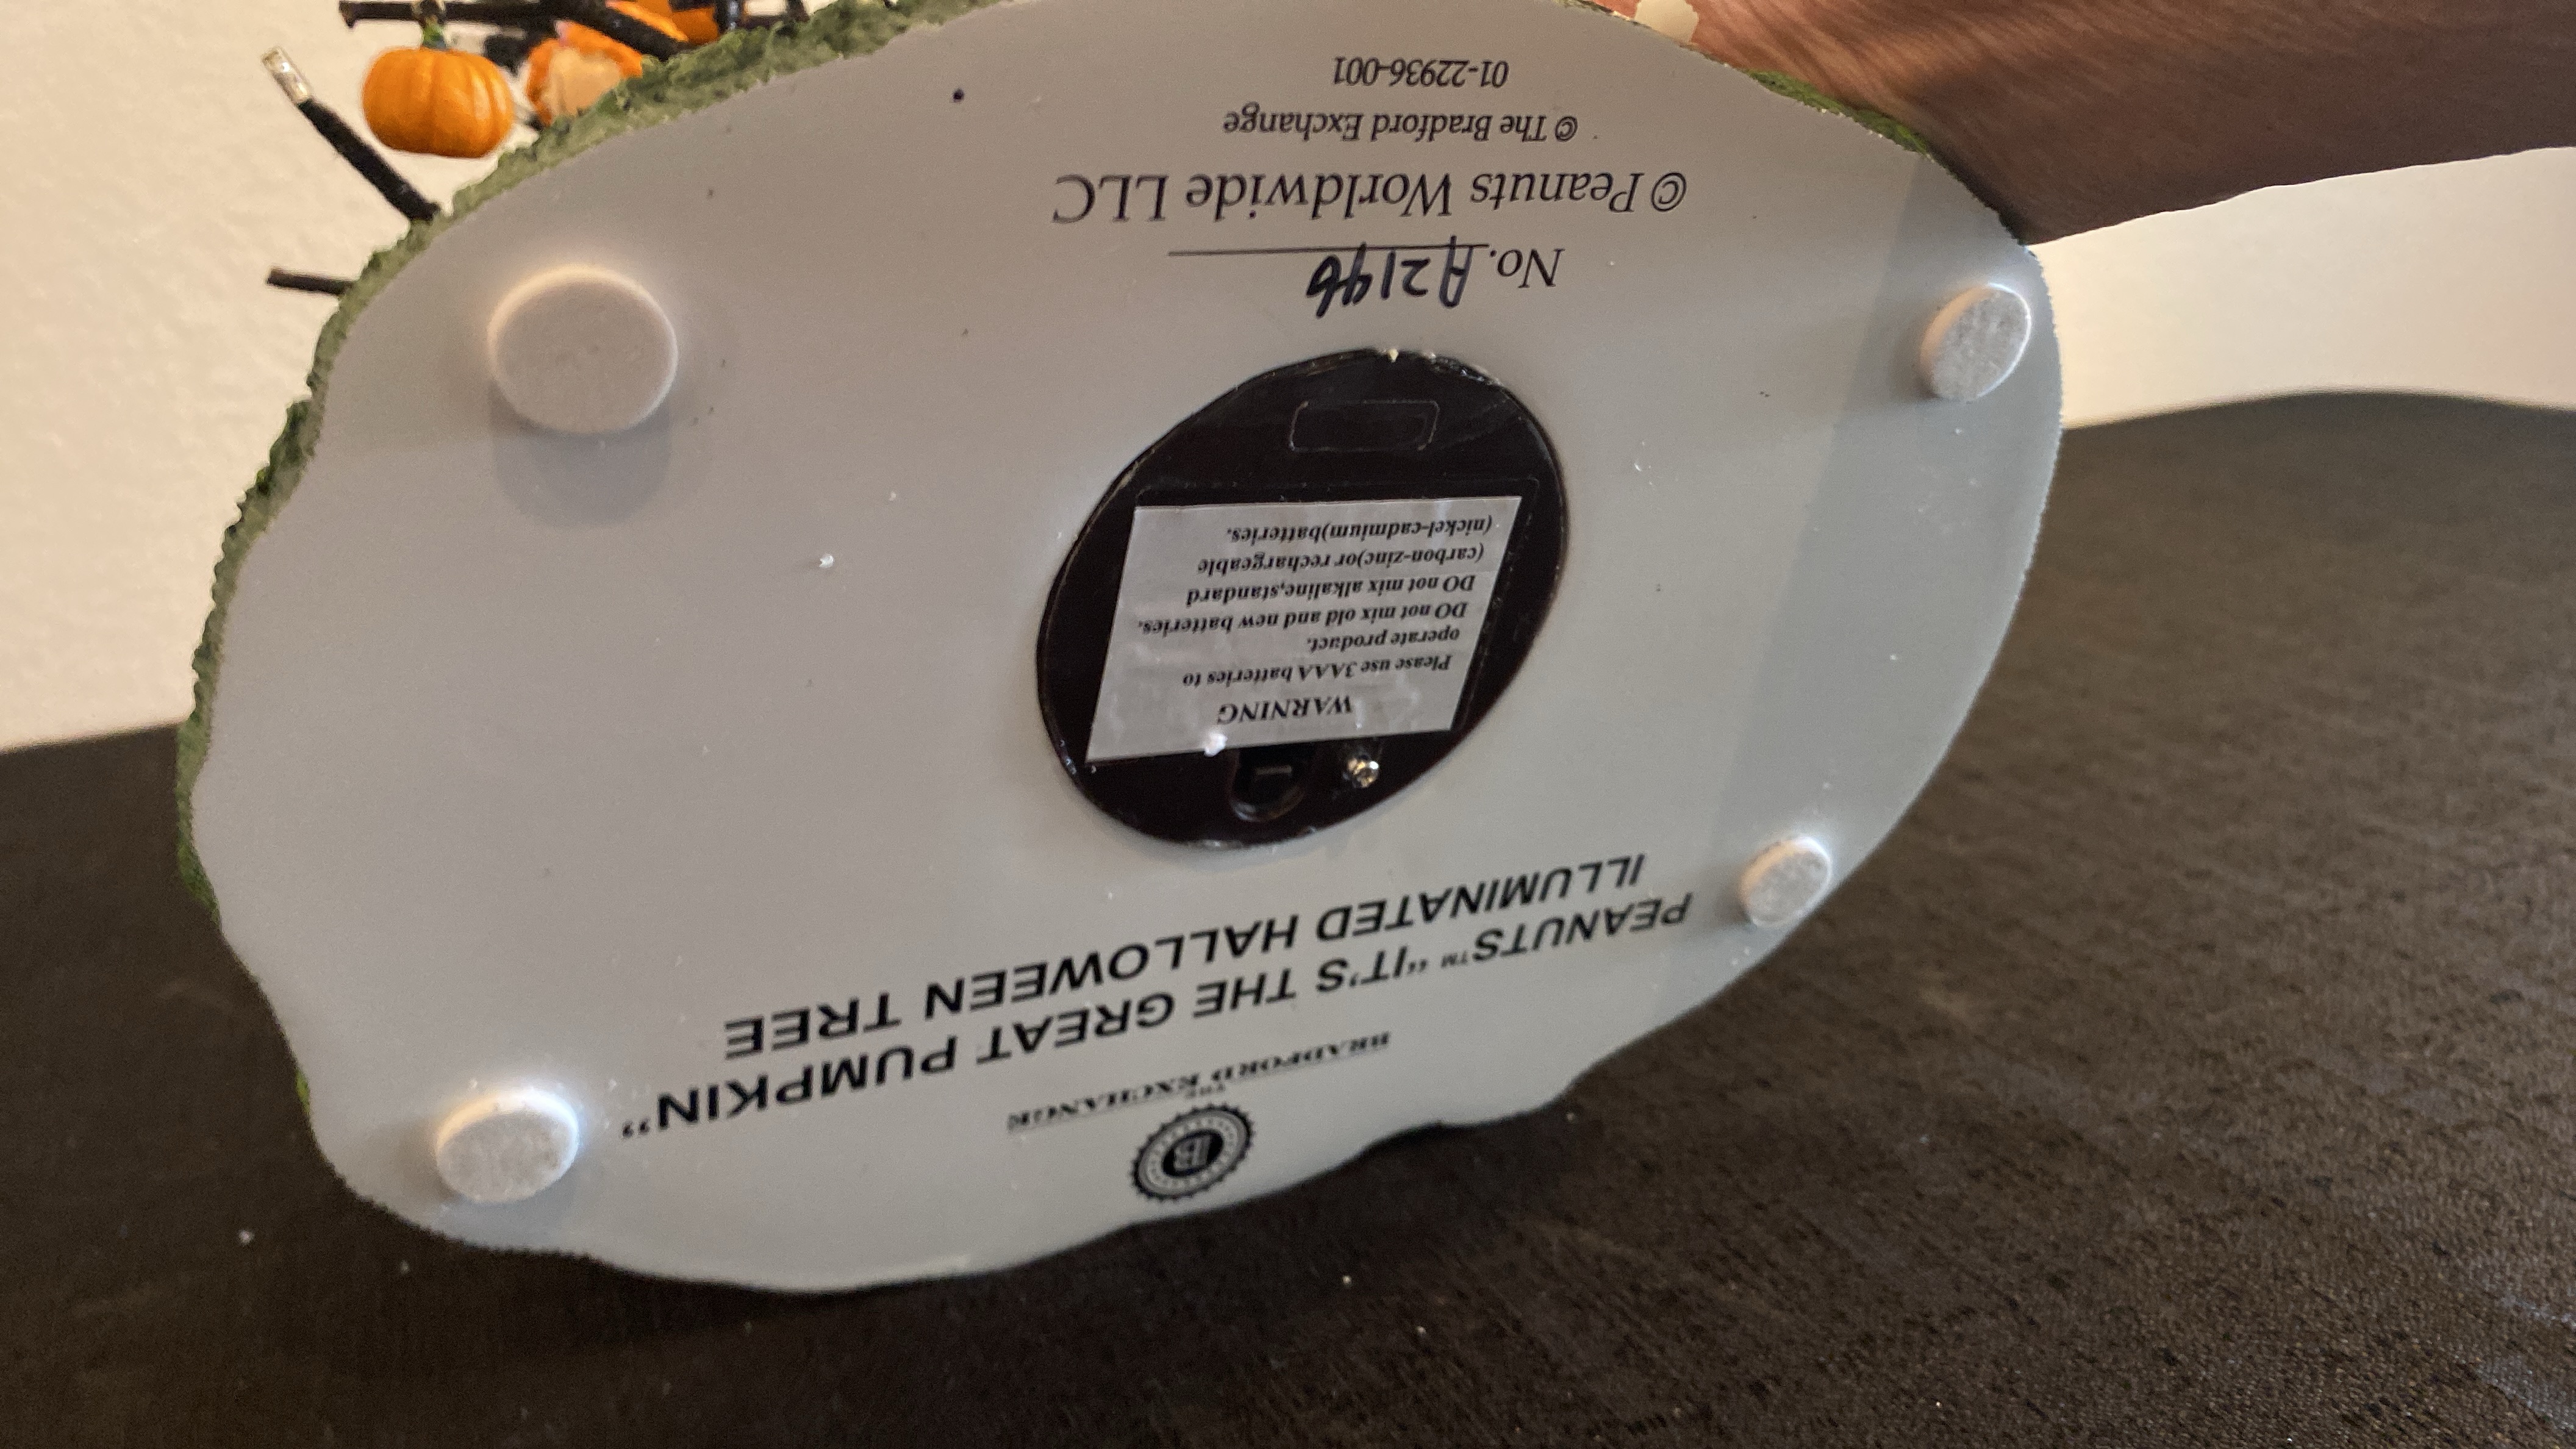 THE
BRADFORD EXCHANGE
PEANUTS™ “IT'S THE GREAT PUMPKIN”
ILLUMINATED HALLOWEEN TREE
WARNING
Please use 3AAA batteries to
operate product.
DO not mix old and new batteries.
DO not mix alkaline,standard
(carbon-zinc)or rechargeable
(nickel-cadmium)batteries.
No. A2196
© Peanuts Worldwide LLC
© The Bradford Exchange
01-22936-001